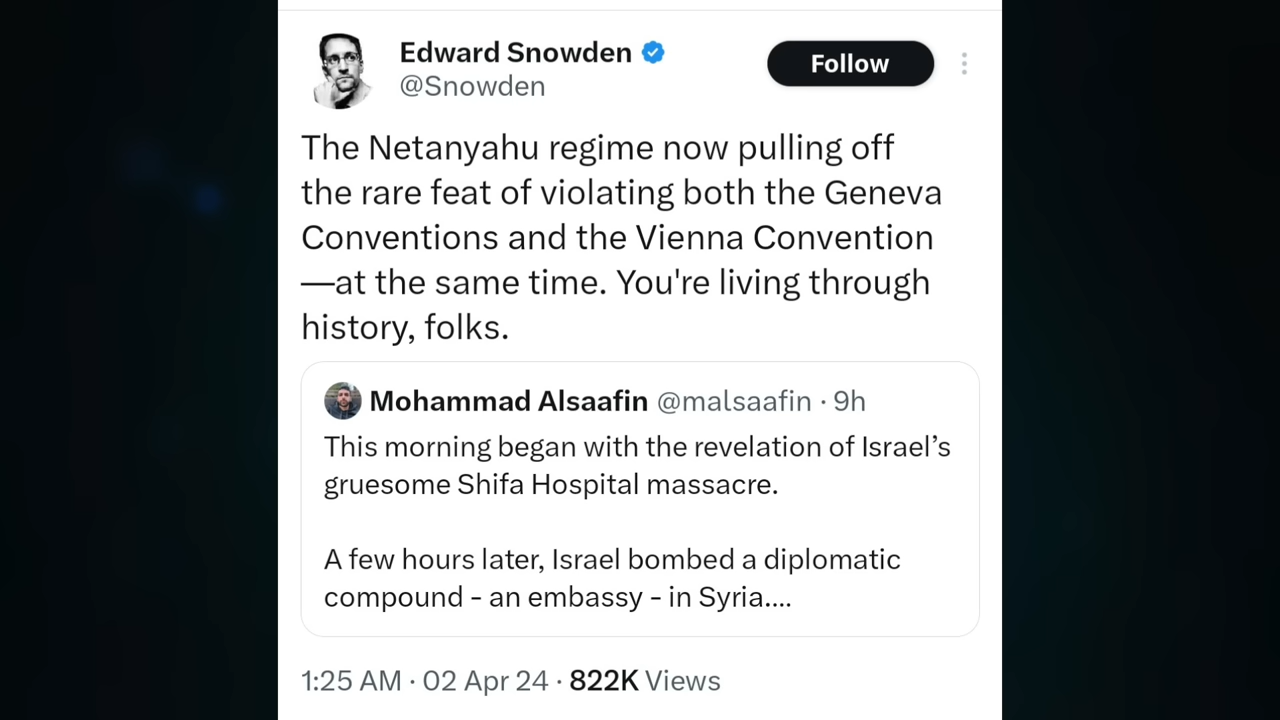 Edward Snowden
@Snowden
Follow
The Netanyahu regime now pulling off
the rare feat of violating both the Geneva
Conventions and the Vienna Convention
—at the same time. You're living through
history, folks.
Mohammad Alsaafin @malsaafin · 9h
This morning began with the revelation of Israel’s
gruesome Shifa Hospital massacre.
A few hours later, Israel bombed a diplomatic
compound - an embassy - in Syria....
1:25 AM · 02 Apr 24 · 822K Views